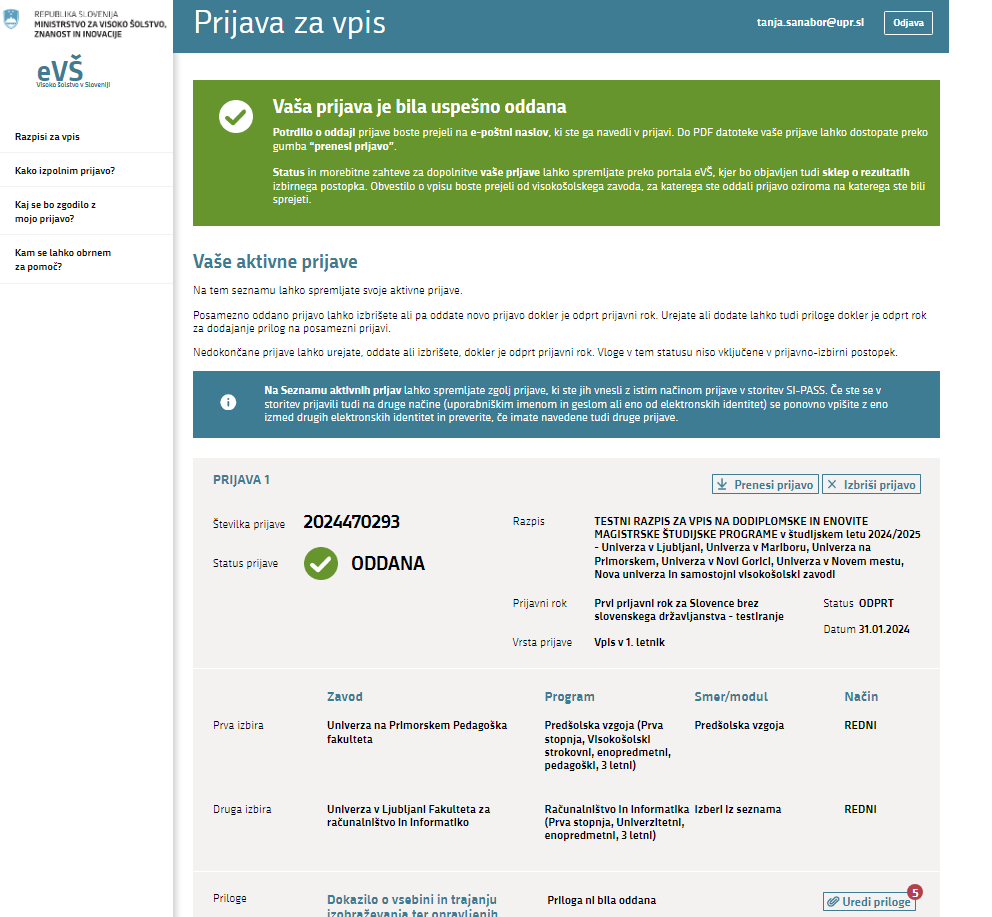 REPUBLIKA SLOVENIJA
MINISTRSTVO ZA VISOKO ŠOLSTVO,
ZNANOST IN INOVACIJE
eVŠ
Visoko šolstvo v Sloveniji
Razpisi za vpis
Kako izpolnim prijavo?
Kaj se bo zgodilo z
mojo prijavo?
Kam se lahko obrnem
za pomoč?
Prijava za vpis
tanja.sanabor@upr.si
Odjava
Vaša prijava je bila uspešno oddana
Potrdilo o oddaji prijave boste prejeli na e-poštni naslov, ki ste ga navedli v prijavi. Do PDF datoteke vaše prijave lahko dostopate preko
gumba "prenesi prijavo".
Status in morebitne zahteve za dopolnitve vaše prijave lahko spremljate preko portala eVŠ, kjer bo objavljen tudi sklep o rezultatih
izbirnega postopka. Obvestilo o vpisu boste prejeli od visokošolskega zavoda, za katerega ste oddali prijavo oziroma na katerega ste bili
sprejeti.
Vaše aktivne prijave
Na tem seznamu lahko spremljate svoje aktivne prijave.
Posamezno oddano prijavo lahko izbrišete ali pa oddate novo prijavo dokler je odprt prijavni rok. Urejate ali dodate lahko tudi priloge dokler je odprt rok
za dodajanje prilog na posamezni prijavi.
Nedokončane prijave lahko urejate, oddate ali izbrišete, dokler je odprt prijavni rok. Vloge v tem statusu niso vključene v prijavno-izbirni postopek.
Na Seznamu aktivnih prijav lahko spremljate zgolj prijave, ki ste jih vnesli z istim načinom prijave v storitev SI-PASS. Če ste se v
storitev prijavili tudi na druge načine (uporabniškim imenom in geslom ali eno od elektronskih identitet) se ponovno vpišite z eno
izmed drugih elektronskih identitet in preverite, če imate navedene tudi druge prijave.
PRIJAVA 1
Prenesi prijavo
Izbriši prijavo
Številka prijave 2024470293
Status prijave ODDANA
Razpis
TESTNI RAZPIS ZA VPIS NA DODIPLOMSKE IN ENOVITE
MAGISTRSKE ŠTUDIJSKE PROGRAME v študijskem letu 2024/2025
- Univerza v Ljubljani, Univerza v Mariboru, Univerza na
Primorskem, Univerza v Novi Gorici, Univerza v Novem mestu,
Nova univerza in samostojni visokošolski zavodi
Prijavni rok
Prvi prijavni rok za Slovence brez
slovenskega državljanstva - testiranje
Status ODPRT
Datum 31.01.2024
Vrsta prijave Vpis v 1. letnik
Zavod Program Smer/modul Način
Prva izbira
Univerza na Primorskem Pedagoška
fakulteta
Predšolska vzgoja (Prva
stopnja, Visokošolski
strokovni, enopredmetni,
pedagoški, 3 letni)
Predšolska vzgoja
REDNI
Druga izbira
Univerza v Ljubljani Fakulteta za
računalništvo in informatiko
Računalništvo in informatika
(Prva stopnja, Univerzitetni,
enopredmetni, 3 letni)
Izberi iz seznama
REDNI
Priloge
Dokazilo o vsebini in trajanju
izobraževanja ter opravljenih
Priloga ni bila oddana
Uredi priloge
5